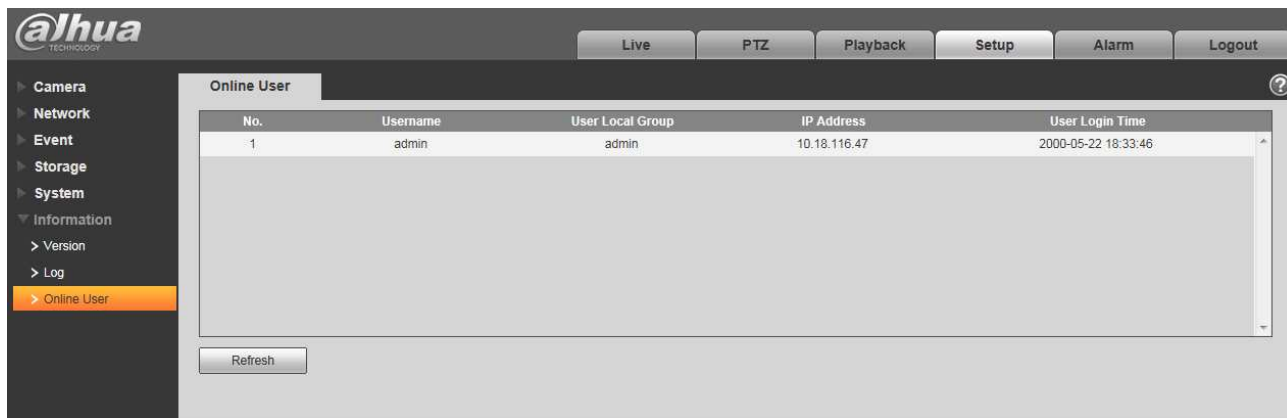 alhua
TECHNOLOGY
Live PTZ Playback Setup Alarm Logout
Camera
Network
Event
Storage
System
Information
> Version
> Log
> Online User
Online User
?
No. Username User Local Group IP Address User Login Time
1 admin admin 10.18.116.47 2000-05-22 18:33:46
Refresh